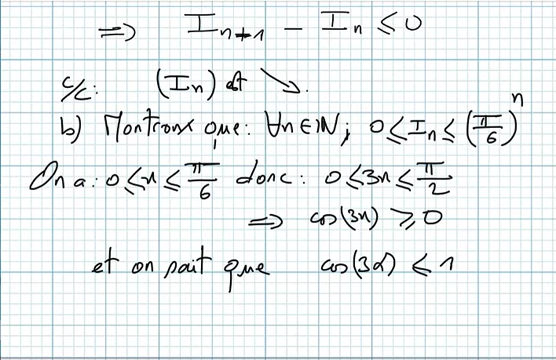 ⇒ I_{n+1} - I_n ≤ 0
c/c: (I_n) est ↘.
b) Montrons que: ∀n∈ℕ; 0 ≤ I_n ≤ (π/6)^n
On a: 0 ≤ x ≤ π/6 donc: 0 ≤ 3x ≤ π/2
⇒ cos(3x) ≥ 0
et on sait que cos(3x) ≤ 1